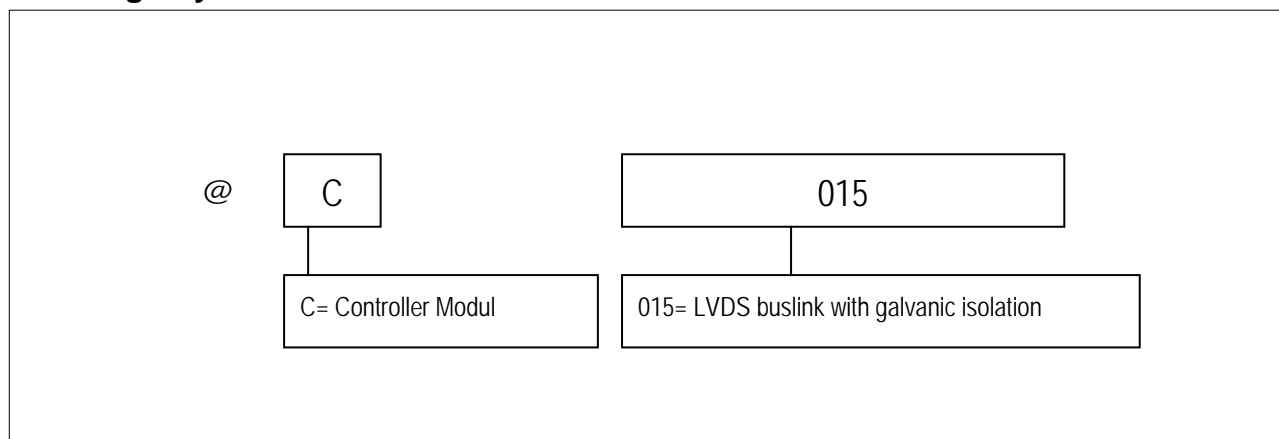 @ C 015
C= Controller Modul 015= LVDS buslink with galvanic isolation